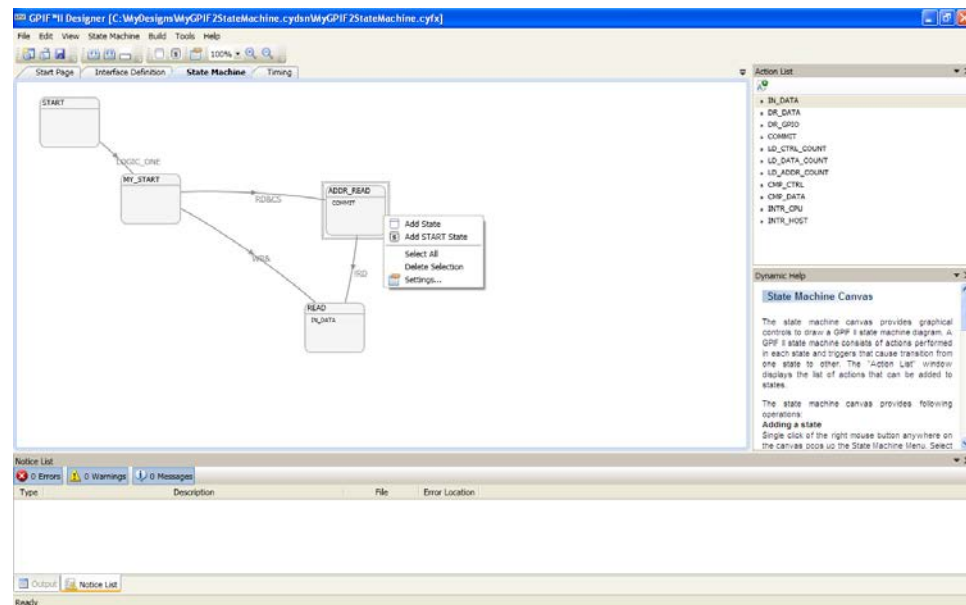 GPIF™II Designer [C:\MyDesigns\MyGPIF2StateMachine.cydsn\MyGPIF2StateMachine.cyfx]
File Edit View State Machine Build Tools Help
100%
Start Page Interface Definition State Machine Timing
START
LOGIC_ONE
MY_START
RD&CS
ADDR_READ
COMMIT
WR&
!RD
READ
IN_DATA
Add State
Add START State
Select All
Delete Selection
Settings...
Action List
IN_DATA
DR_DATA
DR_GPIO
COMMIT
LD_CTRL_COUNT
LD_DATA_COUNT
LD_ADDR_COUNT
CMP_CTRL
CMP_DATA
INTR_CPU
INTR_HOST
Dynamic Help
State Machine Canvas
The state machine canvas provides graphical
controls to draw a GPIF II state machine diagram. A
GPIF II state machine consists of actions performed
in each state and triggers that cause transition from
one state to other. The "Action List" window
displays the list of actions that can be added to
states.
The state machine canvas provides following
operations:
Adding a state
Single click of the right mouse button anywhere on
the canvas pops up the State Machine Menu. Select
Notice List
0 Errors 0 Warnings 0 Messages
Type Description File Error Location
Output Notice List
Ready